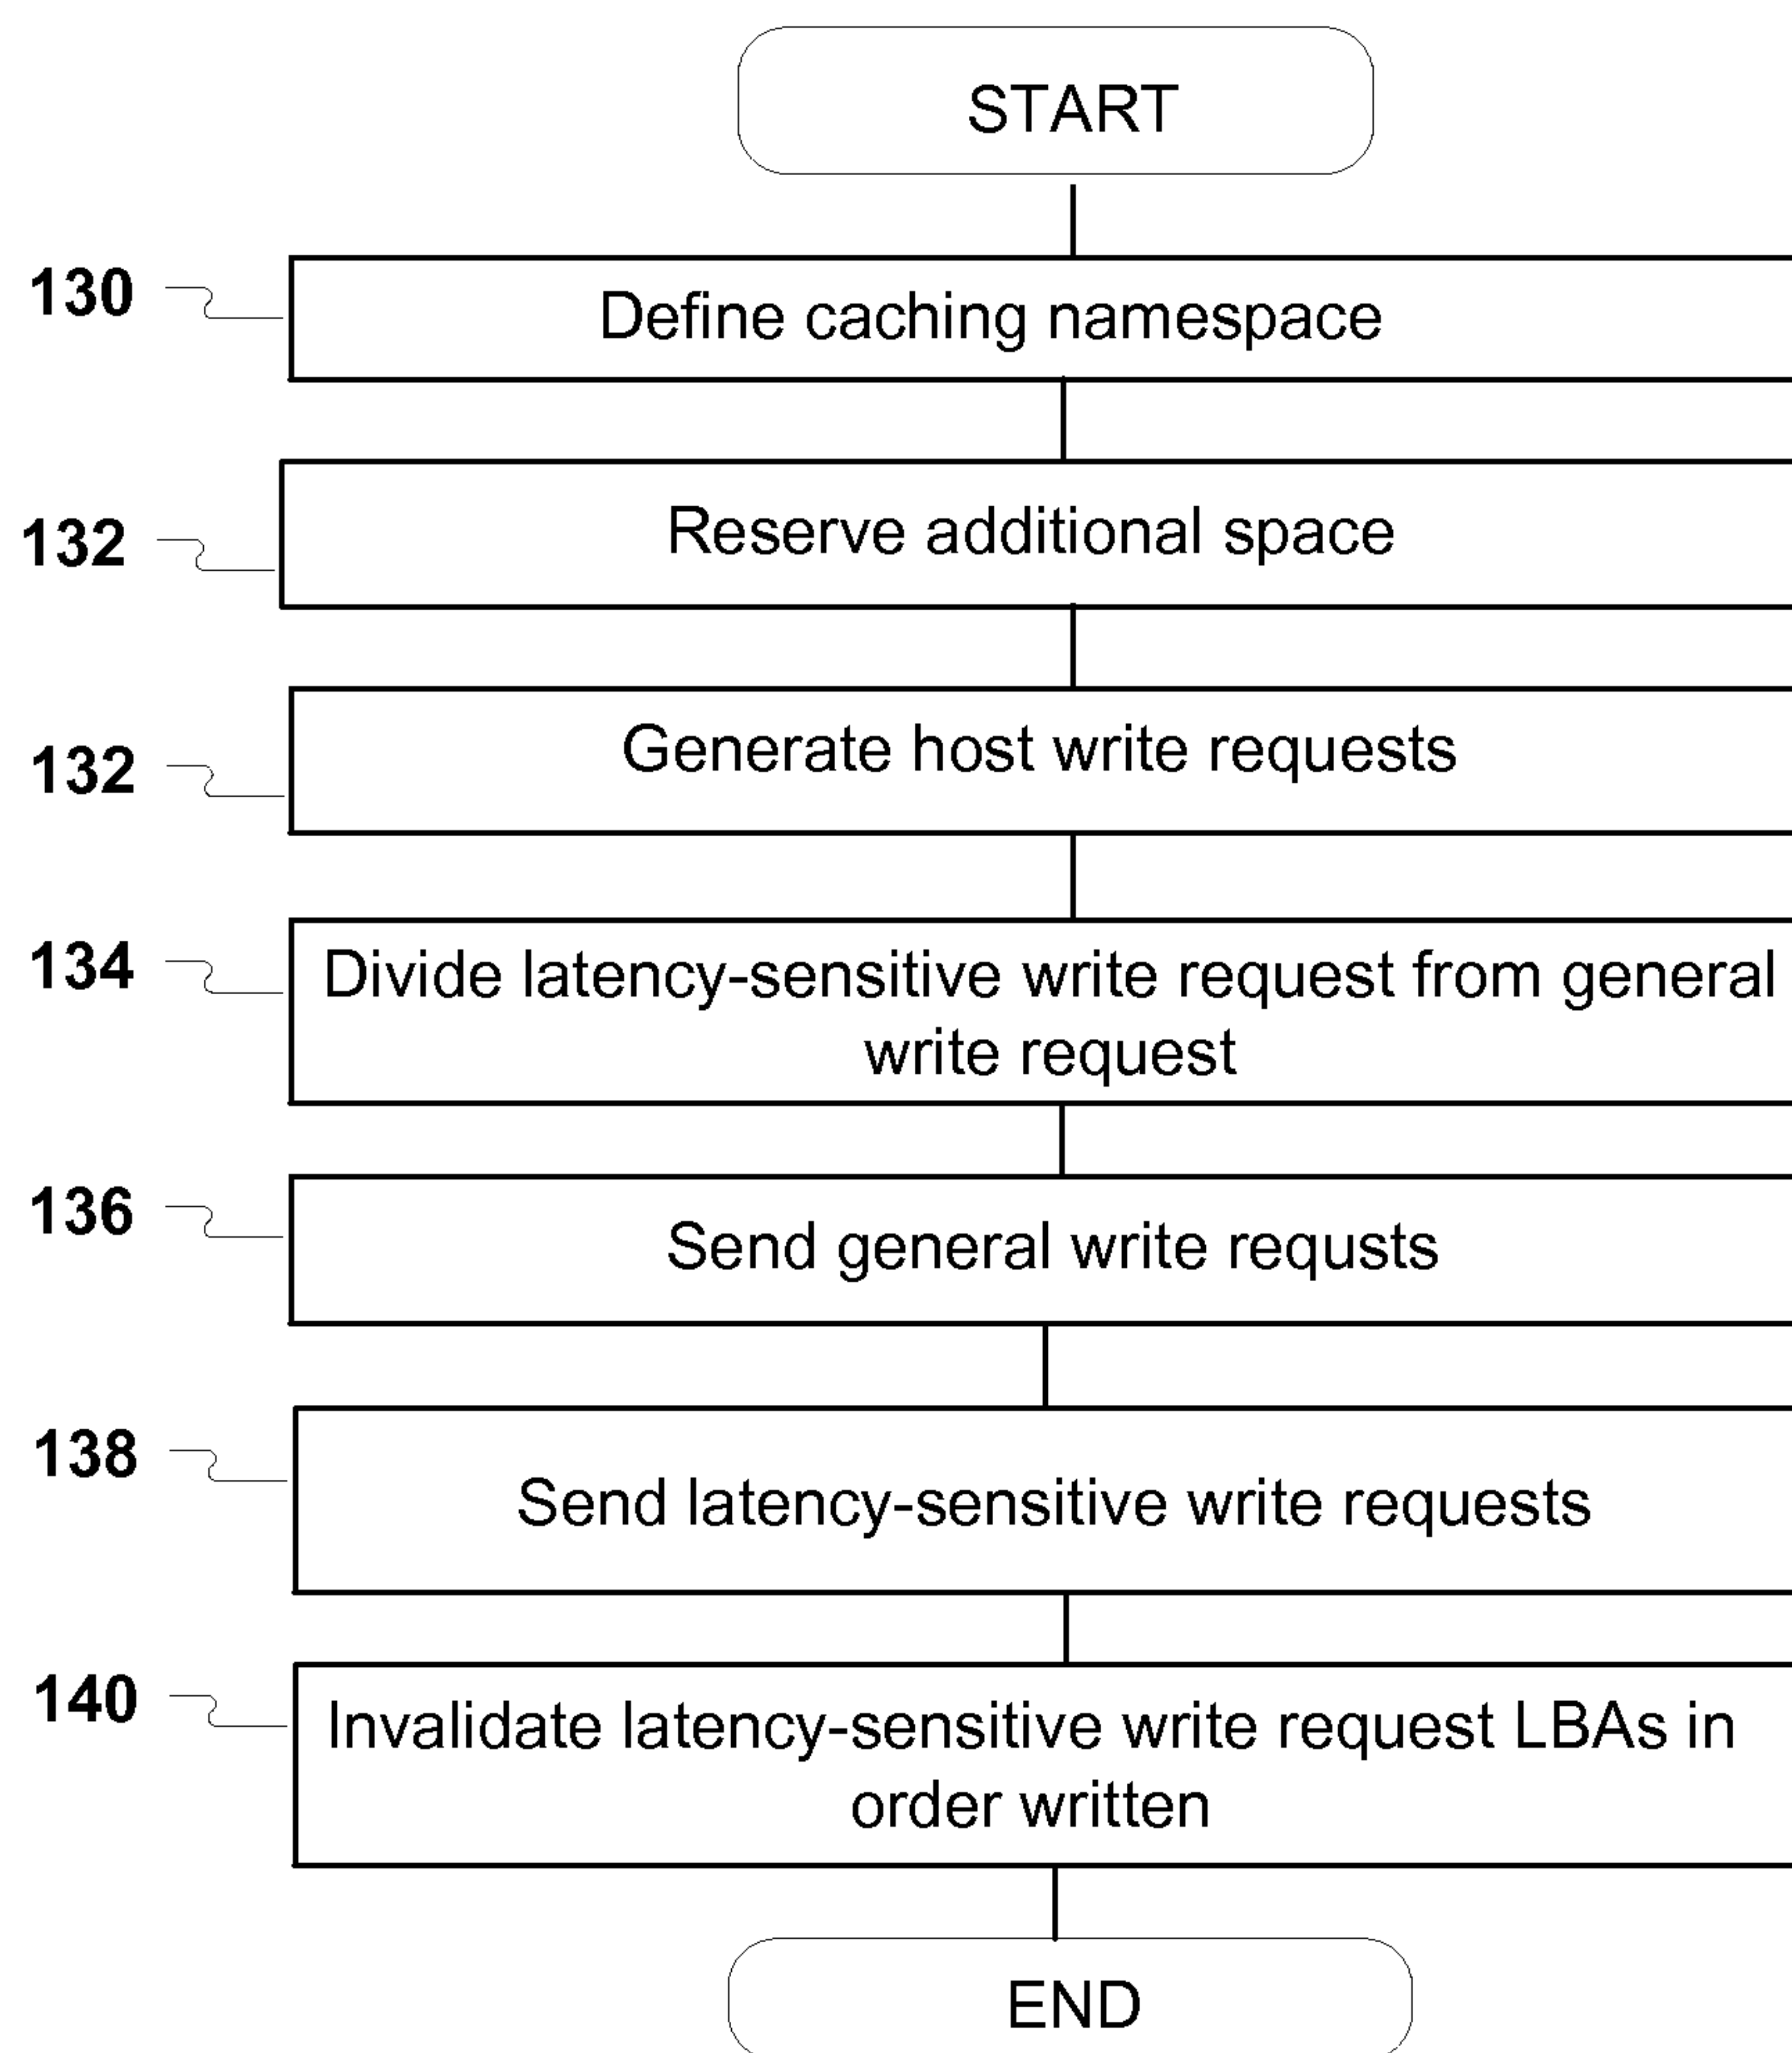 START
130
Define caching namespace
132
Reserve additional space
132
Generate host write requests
134
Divide latency-sensitive write request from general
write request
136
Send general write requsts
138
Send latency-sensitive write requests
140
Invalidate latency-sensitive write request LBAs in
order written
END